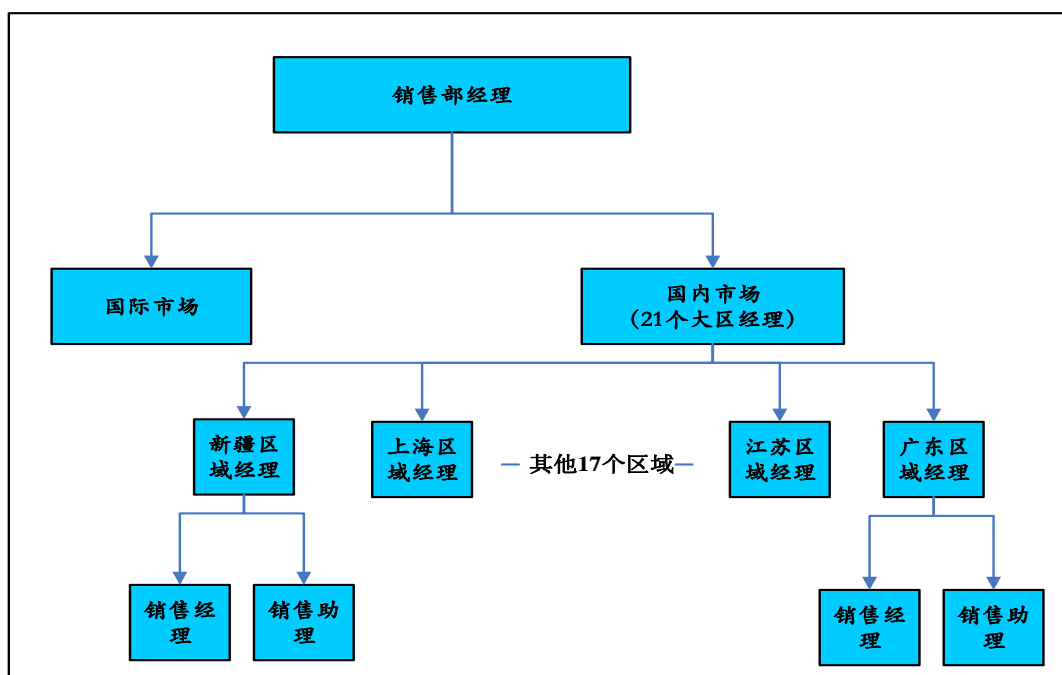 销售部经理
国际市场
国内市场
（21个大区经理）
新疆区
域经理
上海区
域经理
— 其他17个区域—
江苏区
域经理
广东区
域经理
销售经
理
销售助
理
销售经
理
销售助
理